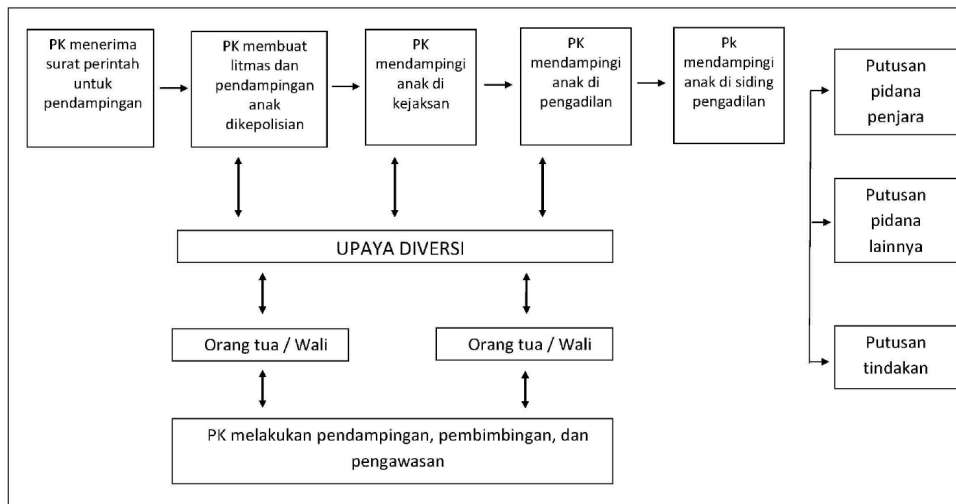 PK menerima
surat perintah
untuk
pendampingan
PK membuat
litmas dan
pendampingan
anak
dikepolisian
PK
mendampingi
anak di
kejaksan
PK
mendampingi
anak di
pengadilan
Pk
mendampingi
anak di siding
pengadilan
Putusan
pidana
penjara
Putusan
pidana
lainnya
Putusan
tindakan
UPAYA DIVERSI
Orang tua / Wali
Orang tua / Wali
PK melakukan pendampingan, pembimbingan, dan
pengawasan